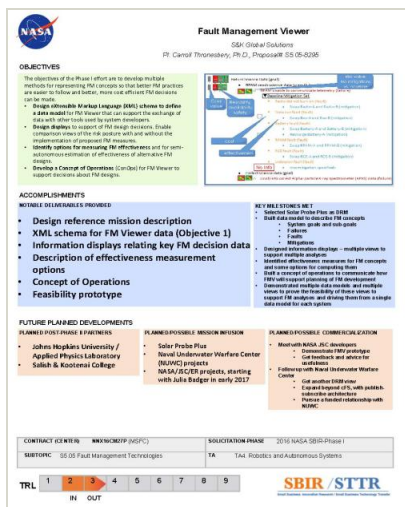 NASA
Fault Management Viewer
S&K Global Solutions
PI: Carroll Thronesbery, Ph.D., Proposal#: S5.05-8295
OBJECTIVES
The objectives of the Phase I effort are to develop multiple
methods for representing FM concepts so that better FM practices
are easier to follow and better, more cost efficient FM decisions
can be made.
• Design eXtensible Markup Language (XML) schema to define
a data model for FM Viewer that can support the exchange of
data with other tools used by system developers.
• Design displays to support of FM design decisions. Enable
comparison views of the risk posture with and without the
implementation of proposed FM measures.
• Identify options for measuring FM effectiveness and for semi-
autonomous estimation of effectiveness of alternative FM
designs.
• Develop a Concept of Operations (ConOps) for FM Viewer to
support decisions about FM designs.
ACCOMPLISHMENTS
NOTABLE DELIVERABLES PROVIDED
• Design reference mission description
• XML schema for FM Viewer data (Objective 1)
• Information displays relating key FM decision data
• Description of effectiveness measurement
options
• Concept of Operations
• Feasibility prototype
KEY MILESTONES MET
• Selected Solar Probe Plus as DRM
• Built data model to describe FM concepts
• System goals and sub-goals
• Failures
• Faults
• Mitigations
• Designed information displays – multiple views to
support multiple analyses
• Identified effectiveness measures for FM concepts
and some options for computing them
• Built a concept of operations to communicate how
FMV will support planning of FM development
• Demonstrated multiple data models and multiple
views to prove the feasibility of these views to
support FM analyses and driving them from a single
data model for each system
FUTURE PLANNED DEVELOPMENTS
PLANNED POST-PHASE II PARTNERS
• Johns Hopkins University /
Applied Physics Laboratory
• Salish & Kootenai College
PLANNED/POSSIBLE MISSION INFUSION
• Solar Probe Plus
• Naval Underwater Warfare Center
(NUWC) projects
• NASA/JSC/ER projects, starting
with Julia Badger in early 2017
PLANNED/POSSIBLE COMMERCIALIZATION
• Meet with NASA JSC developers
• Demonstrate FMV prototype
• Get feedback and advice for
usefulness
• Follow up with Naval Underwater Warfare
Center
• Get another DRM view
• Expand beyond cFS, with publish
subscribe architecture
• Pursue a funded relationship with
NUWC
CONTRACT (CENTER) NNX16CM27P (MSFC)
SOLICITATION-PHASE 2016 NASA SBIR-Phase I
SUBTOPIC S5.05 Fault Management Technologies
TA TA4 Robotics and Autonomous Systems
TRL 1 2 3 4 5 6 7 8 9
IN OUT
SBIR/STTR
Small Business Innovation Research / Small Business Technology Transfer